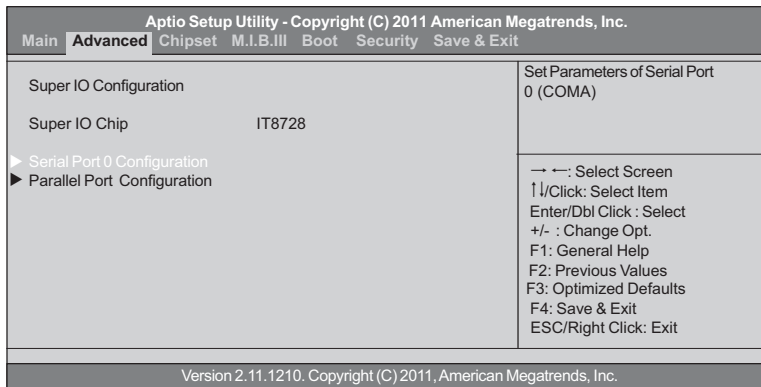 Aptio Setup Utility - Copyright (C) 2011 American Megatrends, Inc.
Main Advanced Chipset M.I.B.III Boot Security Save & Exit
Super IO Configuration
Super IO Chip IT8728
▶ Serial Port 0 Configuration
▶ Parallel Port Configuration
Set Parameters of Serial Port
0 (COMA)
→ ←: Select Screen
↑↓/Click: Select Item
Enter/Dbl Click : Select
+/- : Change Opt.
F1: General Help
F2: Previous Values
F3: Optimized Defaults
F4: Save & Exit
ESC/Right Click: Exit
Version 2.11.1210. Copyright (C) 2011, American Megatrends, Inc.